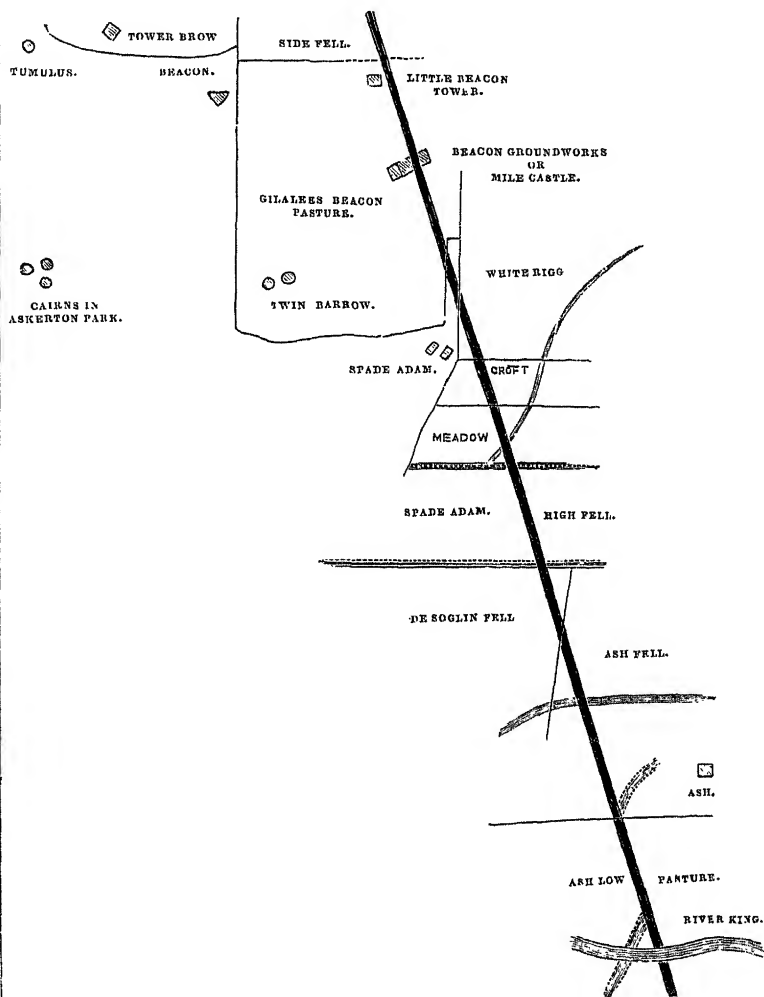 TOWER BROW
SIDE FELL.
TUMULUS.
BEACON.
LITTLE BEACON
TOWER.
BEACON GROUNDWORKS
OR
MILE CASTLE.
GILALEES BEACON
PASTURE.
WHITE RIGG
CAIRNS IN
ASKERTON PARK.
TWIN BARROW.
SPADE ADAM.
CROFT
MEADOW
SPADE ADAM.
HIGH FELL.
DE SOGLIN FELL
ASH FELL.
ASH.
ASH LOW
PASTURE.
RIVER KING.